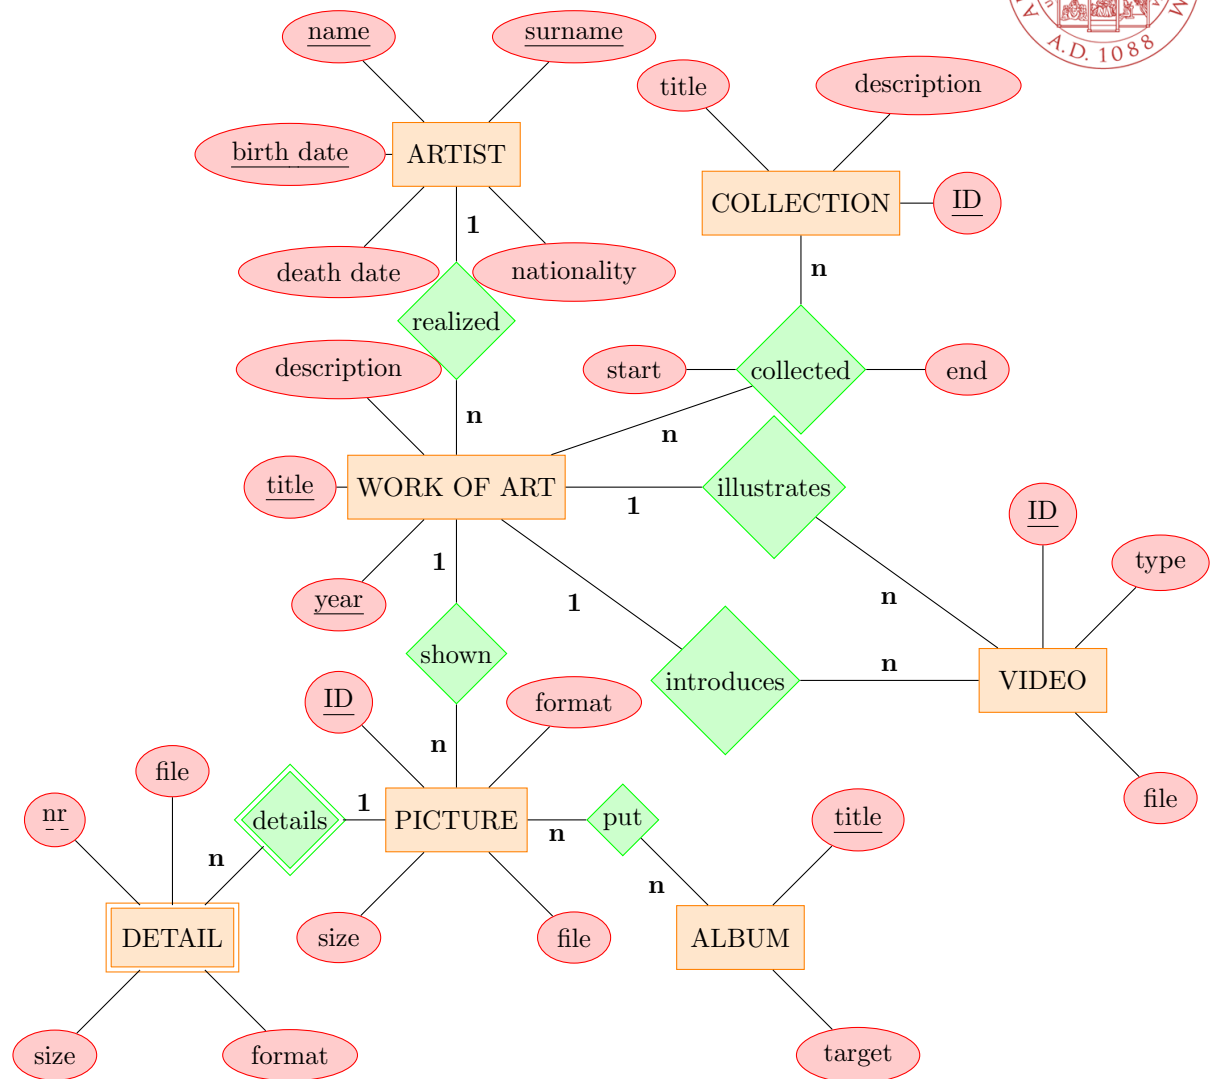 name
surname
title
description
birth date
ARTIST
COLLECTION
ID
1
death date
nationality
n
realized
description
start
collected
end
n
n
title
WORK OF ART
1
illustrates
ID
1
type
year
1
n
shown
introduces
n
VIDEO
ID
format
n
file
file
nr
details
1
PICTURE
n
put
title
n
n
DETAIL
size
file
ALBUM
size
format
target
A.D. 1088